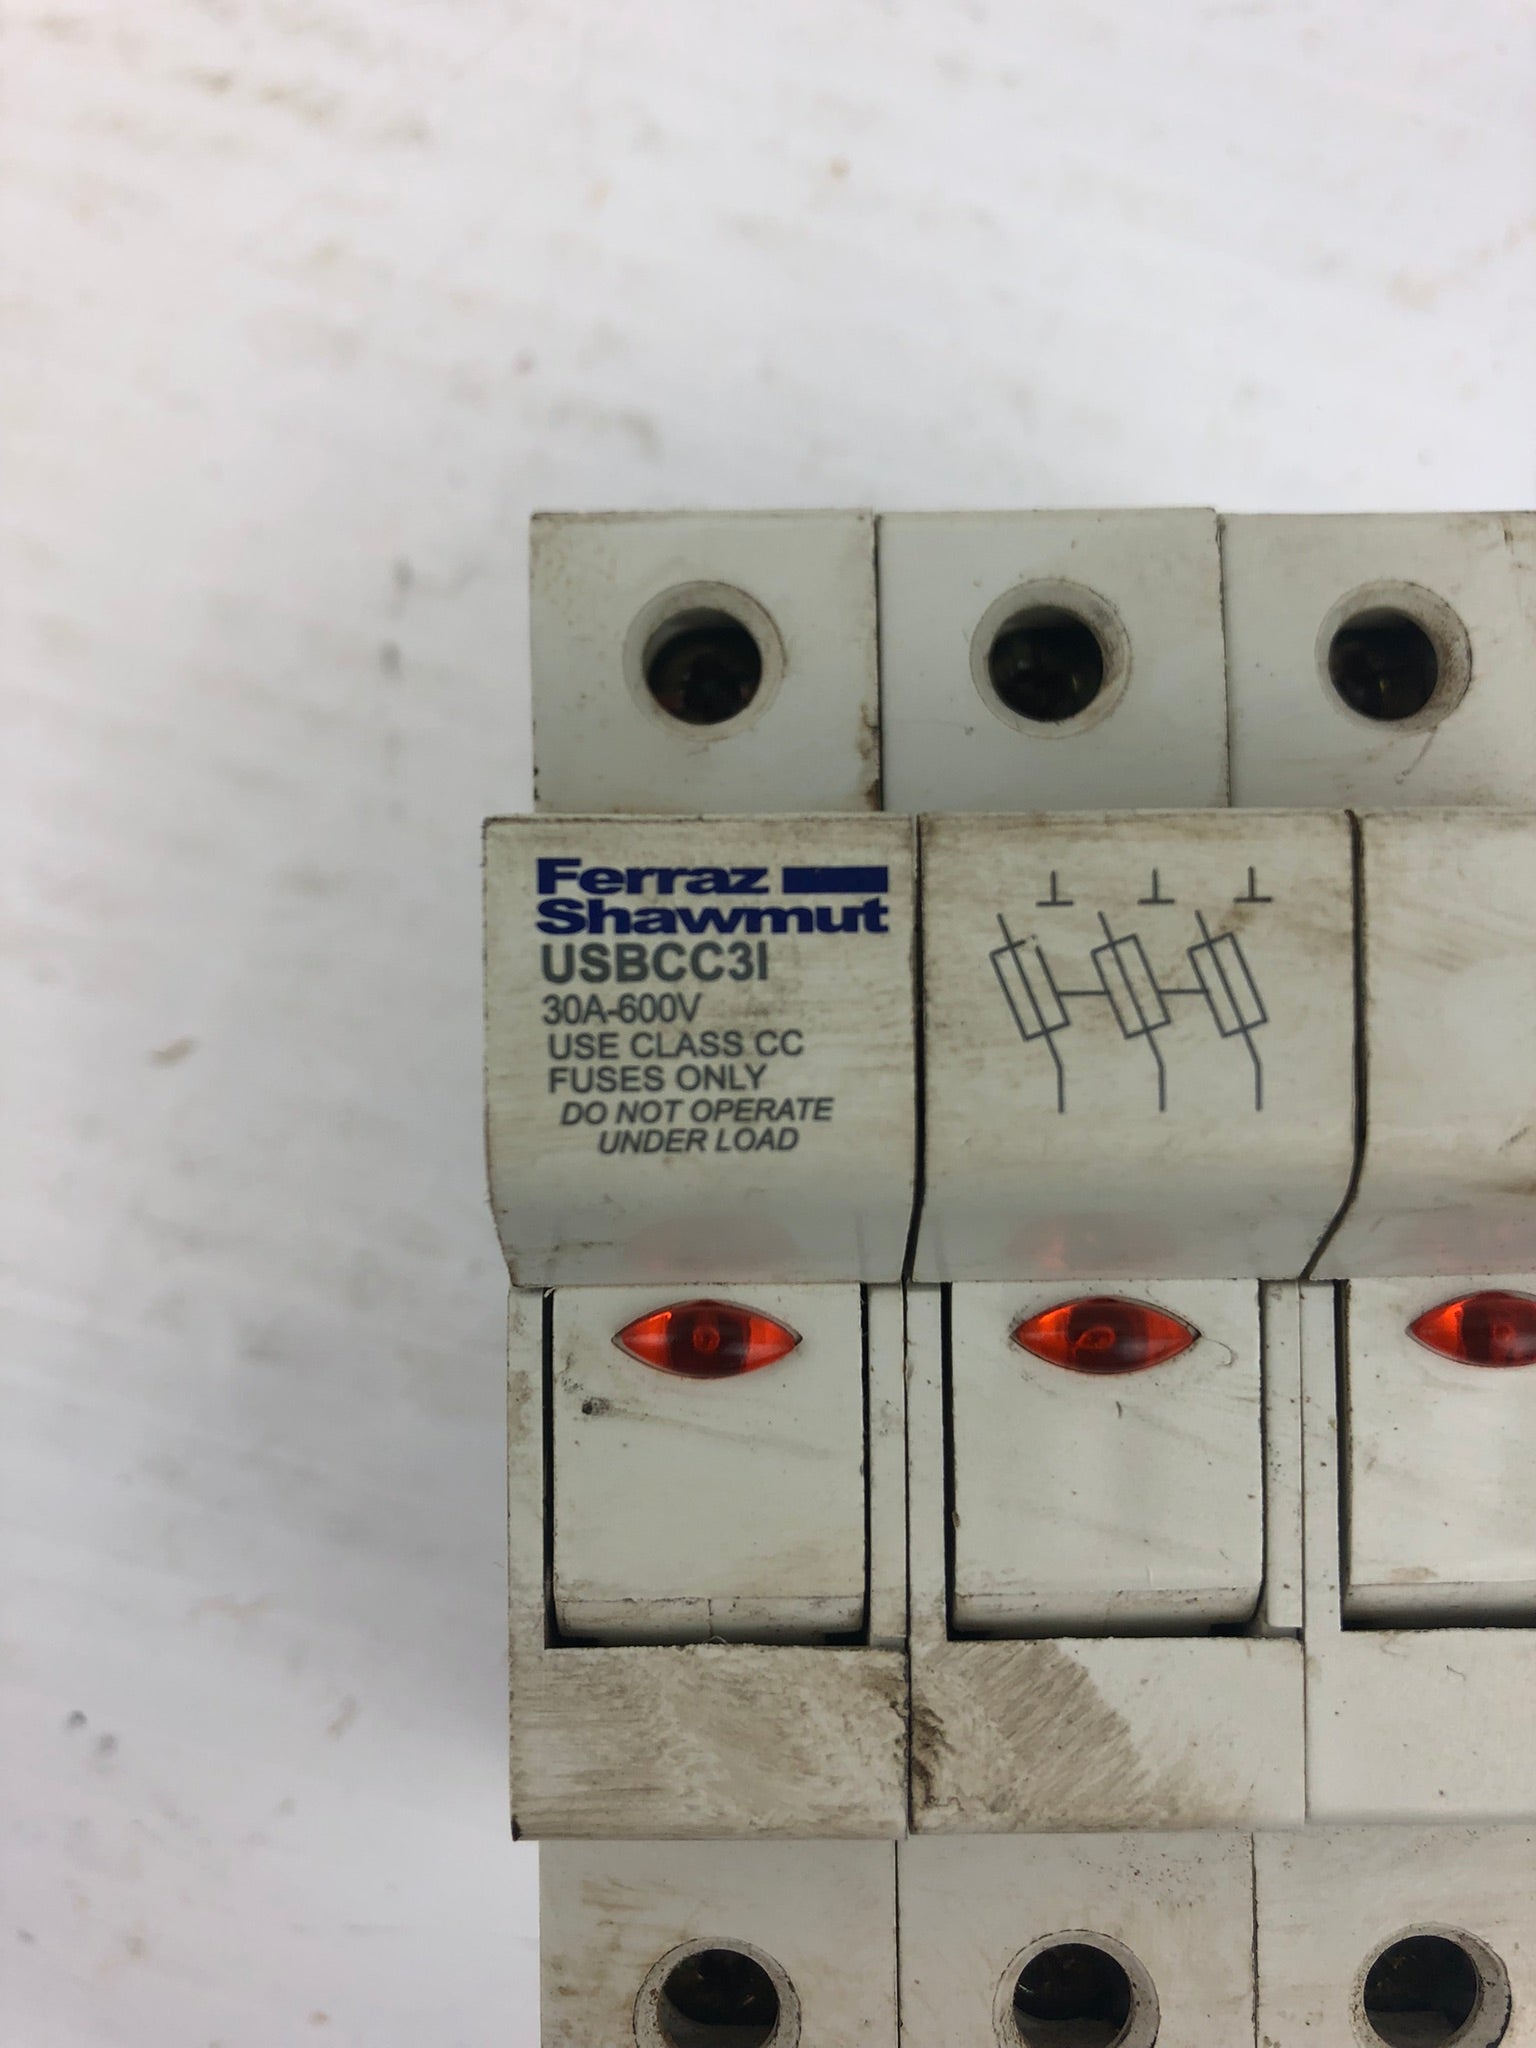 Ferraz
Shawmut
USBCC3I
30A-600V
USE CLASS CC
FUSES ONLY
DO NOT OPERATE
UNDER LOAD